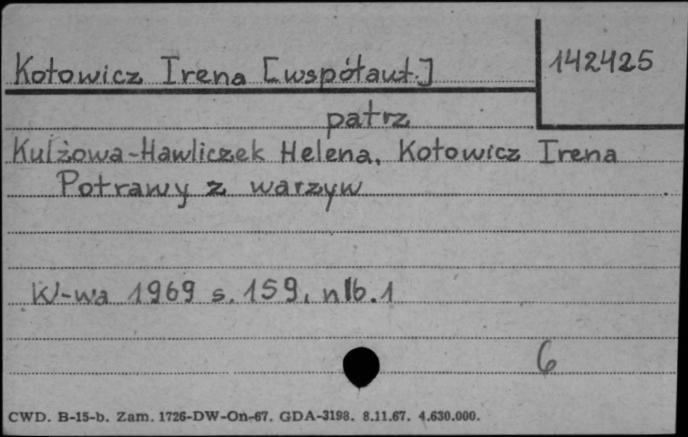 Kotowicz Irena [współaut.]
142425
patrz
Kulzowa-Hawliczek Helena, Kotowicz Irena
Potrawy z warzyw
W-wa 1969 s. 159, nlb. 1
6
CWD. B-15-b. Zam. 1726-DW-On-67. GDA-3198. 8.11.67. 4.630.000.